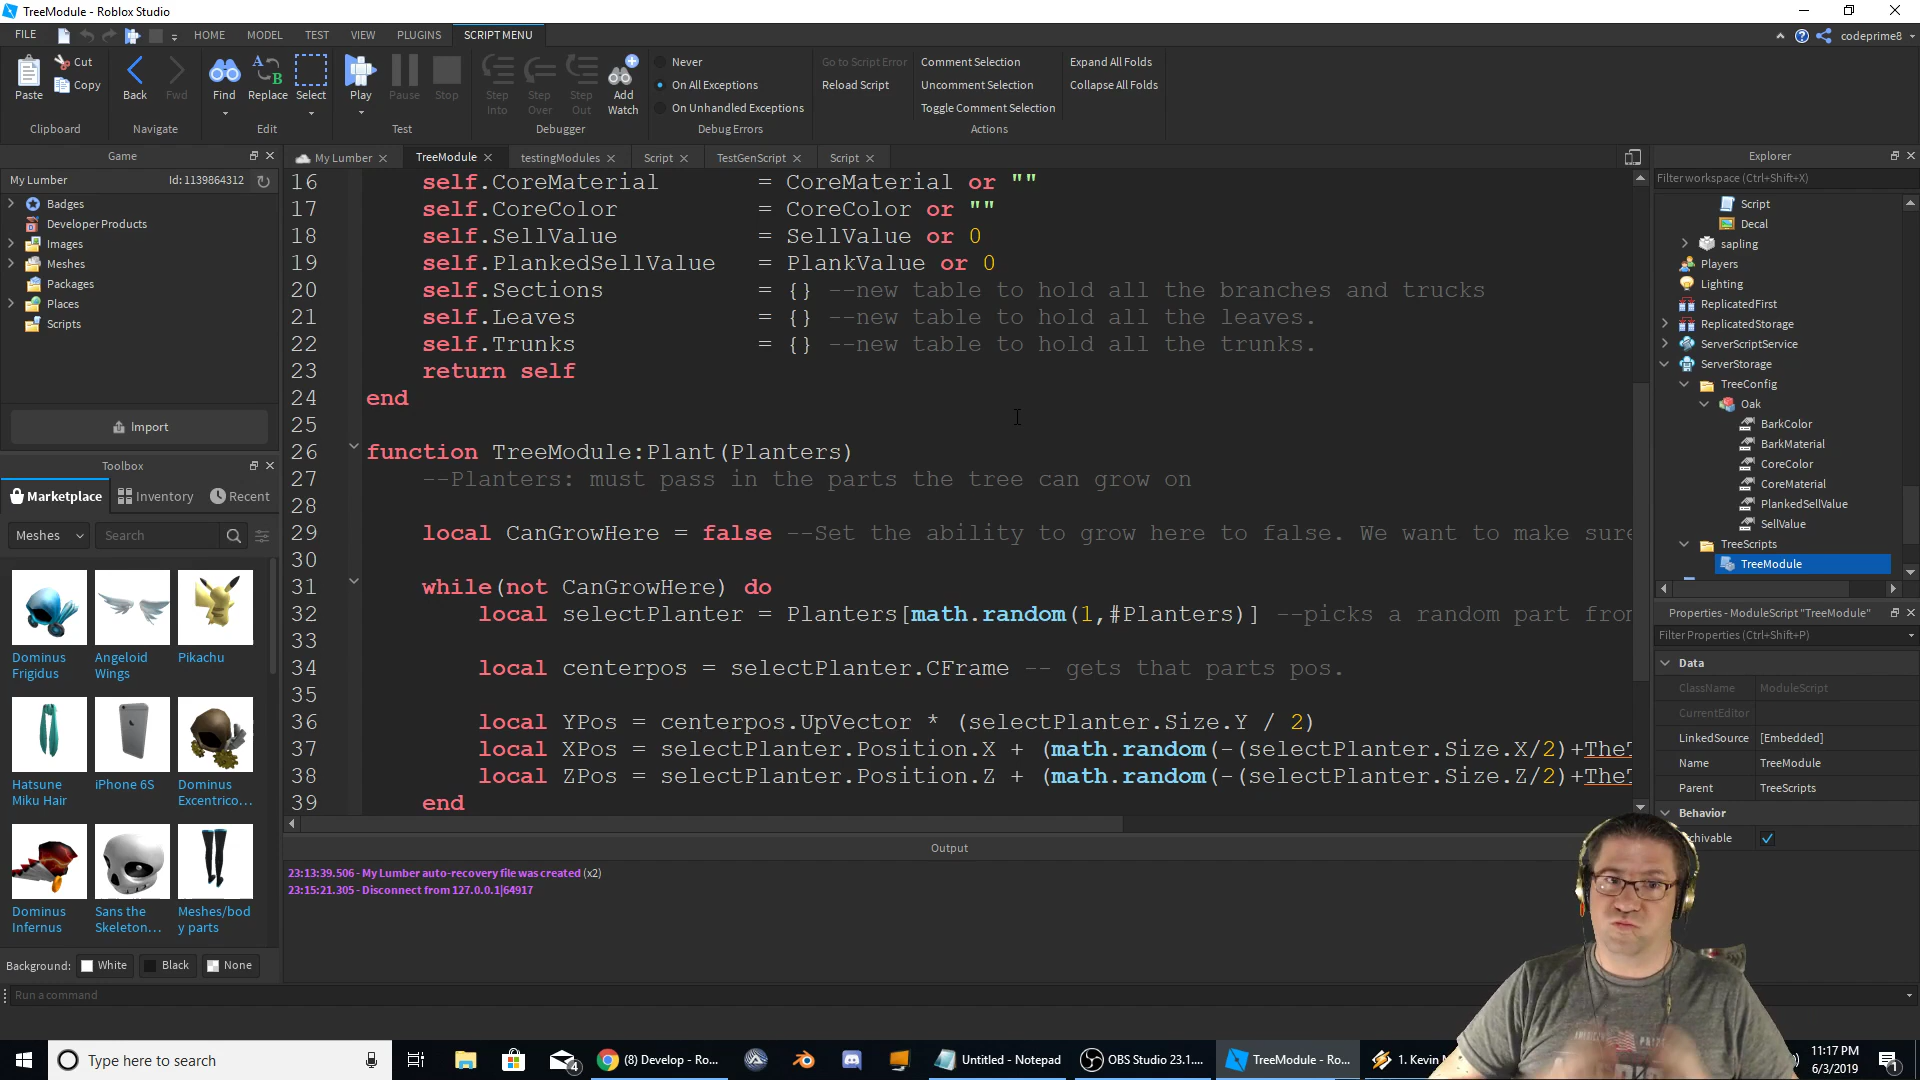 TreeModule - Roblox Studio
FILE
HOME
MODEL
TEST
VIEW
PLUGINS
SCRIPT MENU
codeprime8
Paste
Cut
Copy
Clipboard
Back
Fwd
Navigate
Find
Replace
Select
Edit
Play
Pause
Stop
Test
Step Into
Step Over
Step Out
Add Watch
Debugger
Never
On All Exceptions
On Unhandled Exceptions
Debug Errors
Go to Script Error
Reload Script
Comment Selection
Uncomment Selection
Toggle Comment Selection
Actions
Expand All Folds
Collapse All Folds
Game
My Lumber
Id: 1139864312
Badges
Developer Products
Images
Meshes
Packages
Places
Scripts
Import
Toolbox
Marketplace
Inventory
Recent
Meshes
Search
Dominus Frigidus
Angeloid Wings
Pikachu
Hatsune Miku Hair
iPhone 6S
Dominus Excentrico...
Dominus Infernus
Sans the Skeleton...
Meshes/bod y parts
Background:
White
Black
None
My Lumber
TreeModule
testingModules
Script
TestGenScript
Script
16 self.CoreMaterial = CoreMaterial or ""
17 self.CoreColor = CoreColor or ""
18 self.SellValue = SellValue or 0
19 self.PlankedSellValue = PlankValue or 0
20 self.Sections = {} --new table to hold all the branches and trucks
21 self.Leaves = {} --new table to hold all the leaves.
22 self.Trunks = {} --new table to hold all the trunks.
23 return self
24 end
25
26 function TreeModule:Plant(Planters)
27 --Planters: must pass in the parts the tree can grow on
28
29 local CanGrowHere = false --Set the ability to grow here to false. We want to make sure
30
31 while(not CanGrowHere) do
32 local selectPlanter = Planters[math.random(1,#Planters)] --picks a random part from
33
34 local centerpos = selectPlanter.CFrame -- gets that parts pos.
35
36 local YPos = centerpos.UpVector * (selectPlanter.Size.Y / 2)
37 local XPos = selectPlanter.Position.X + (math.random(-(selectPlanter.Size.X/2)+The
38 local ZPos = selectPlanter.Position.Z + (math.random(-(selectPlanter.Size.Z/2)+The
39 end
Output
23:13:39.506 - My Lumber auto-recovery file was created (x2)
23:15:21.305 - Disconnect from 127.0.0.1|64917
Run a command
Explorer
Filter workspace (Ctrl+Shift+X)
Script
Decal
sapling
Players
Lighting
ReplicatedFirst
ReplicatedStorage
ServerScriptService
ServerStorage
TreeConfig
Oak
BarkColor
BarkMaterial
CoreColor
CoreMaterial
PlankedSellValue
SellValue
TreeScripts
TreeModule
Properties - ModuleScript "TreeModule"
Filter Properties (Ctrl+Shift+P)
Data
ClassName ModuleScript
CurrentEditor
LinkedSource [Embedded]
Name TreeModule
Parent TreeScripts
Behavior
chivable
Type here to search
4
(8) Develop - Ro...
Untitled - Notepad
OBS Studio 23.1....
TreeModule - Ro...
1. Kevin
11:17 PM
6/3/2019
1